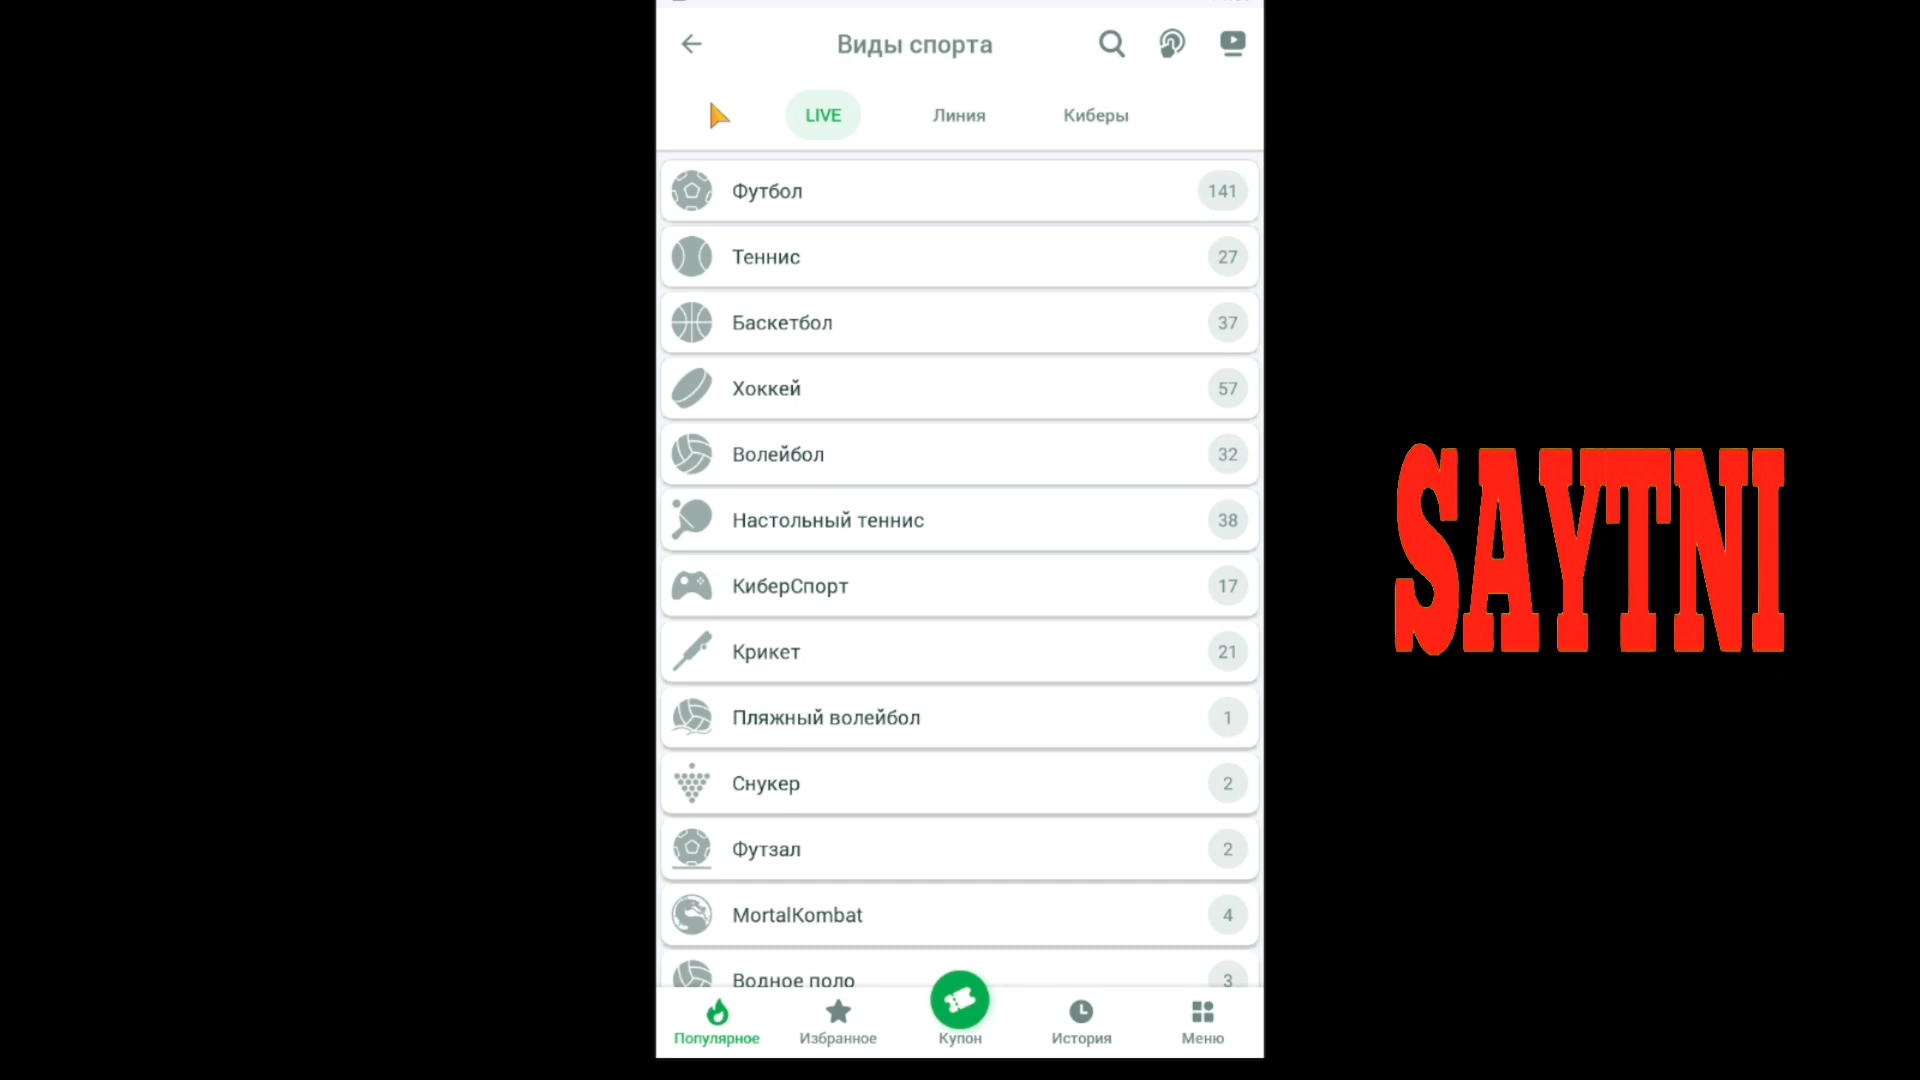 Виды спорта
LIVE Линия Киберы
Футбол 141
Теннис 27
Баскетбол 37
Хоккей 57
Волейбол 32
Настольный теннис 38
КиберСпорт 17
Крикет 21
Пляжный волейбол 1
Снукер 2
Футзал 2
MortalKombat 4
Водное поло 3
Популярное Избранное Купон История Меню
SAYTNI